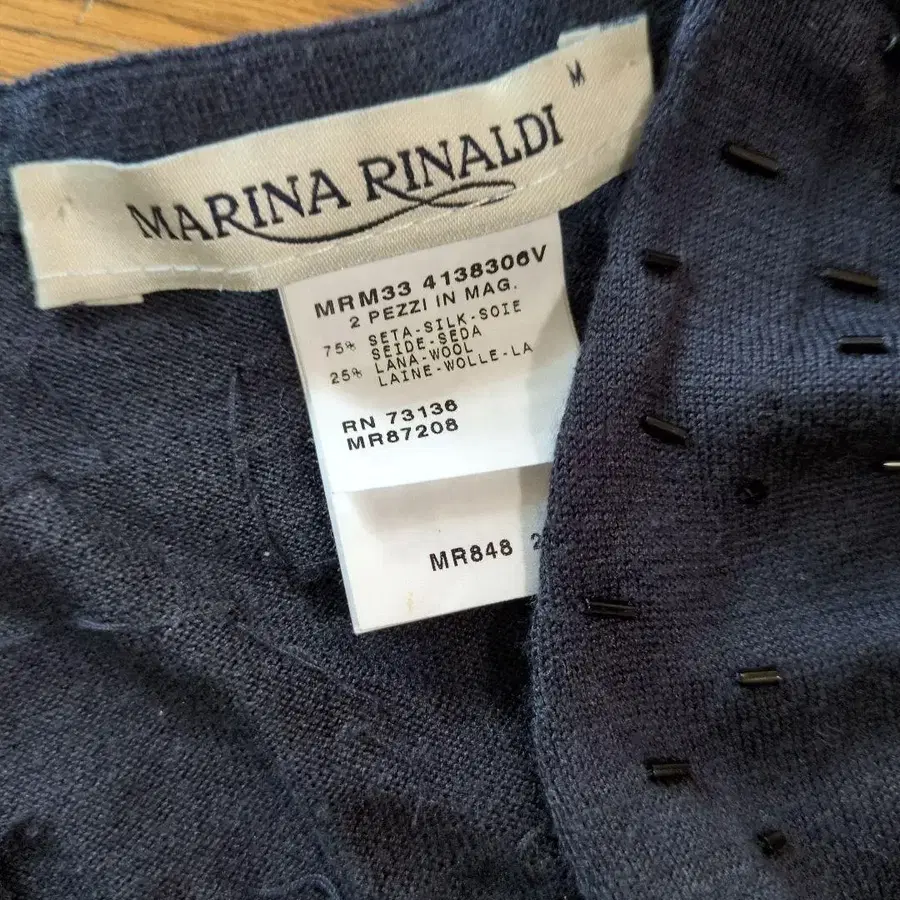 M
MARINA RINALDI
MRM33 4138306V
2 PEZZI IN MAG.
75% SETA-SILK-SOIE
SEIDE-SEDA
25% LANA-WOOL
LAINE-WOLLE-LA
RN 73136
MR87208
MR848